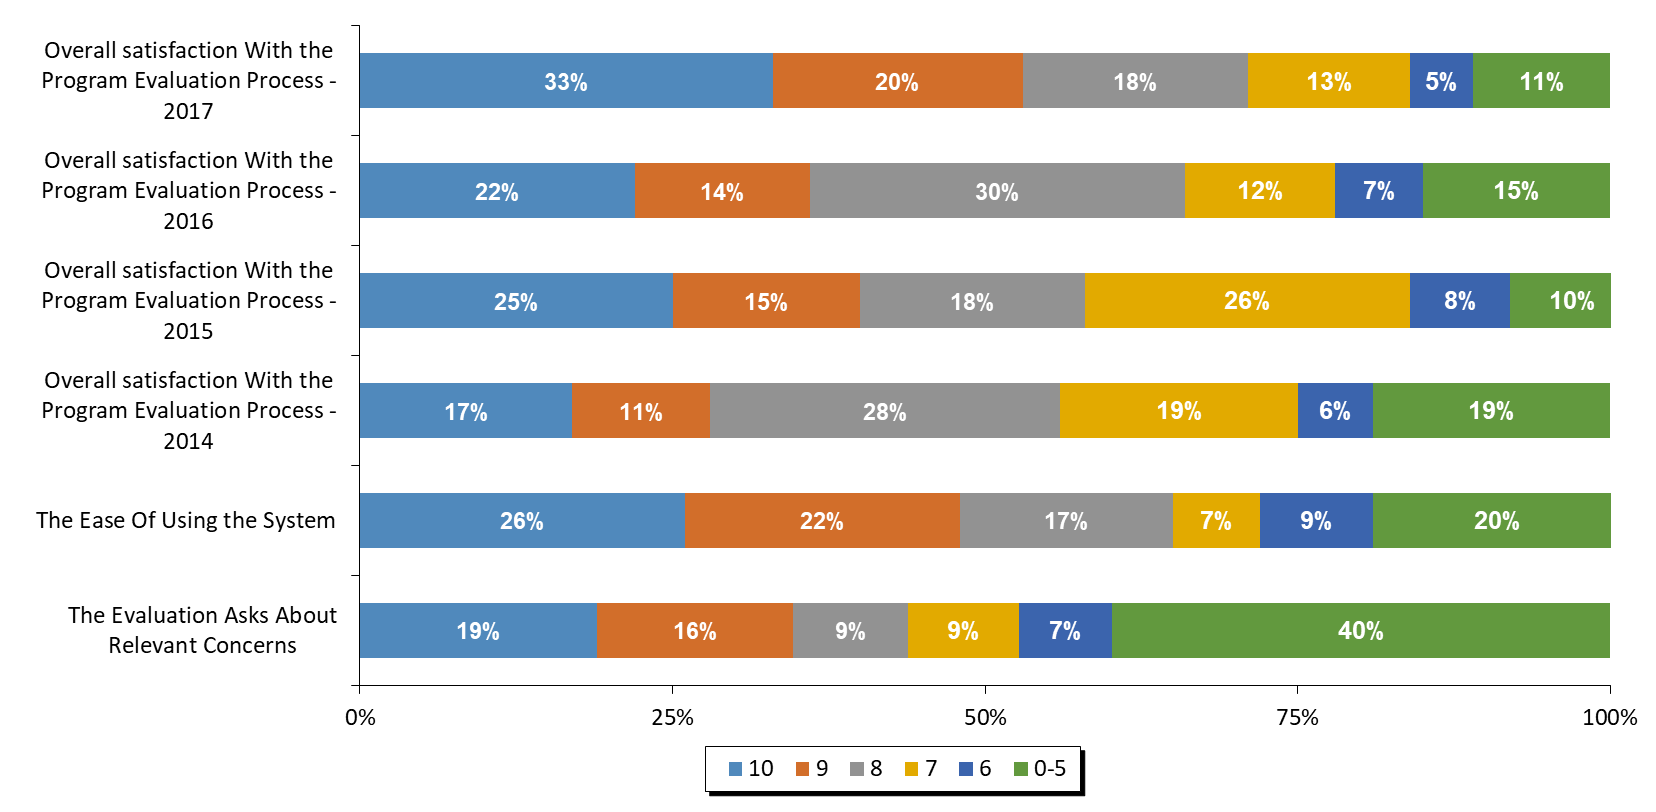 Overall satisfaction With the
Program Evaluation Process -
2017
33% 20% 18% 13% 5% 11%
Overall satisfaction With the
Program Evaluation Process -
2016
22% 14% 30% 12% 7% 15%
Overall satisfaction With the
Program Evaluation Process -
2015
25% 15% 18% 26% 8% 10%
Overall satisfaction With the
Program Evaluation Process -
2014
17% 11% 28% 19% 6% 19%
The Ease Of Using the System
26% 22% 17% 7% 9% 20%
The Evaluation Asks About
Relevant Concerns
19% 16% 9% 9% 7% 40%
0% 25% 50% 75% 100%
10 9 8 7 6 0-5